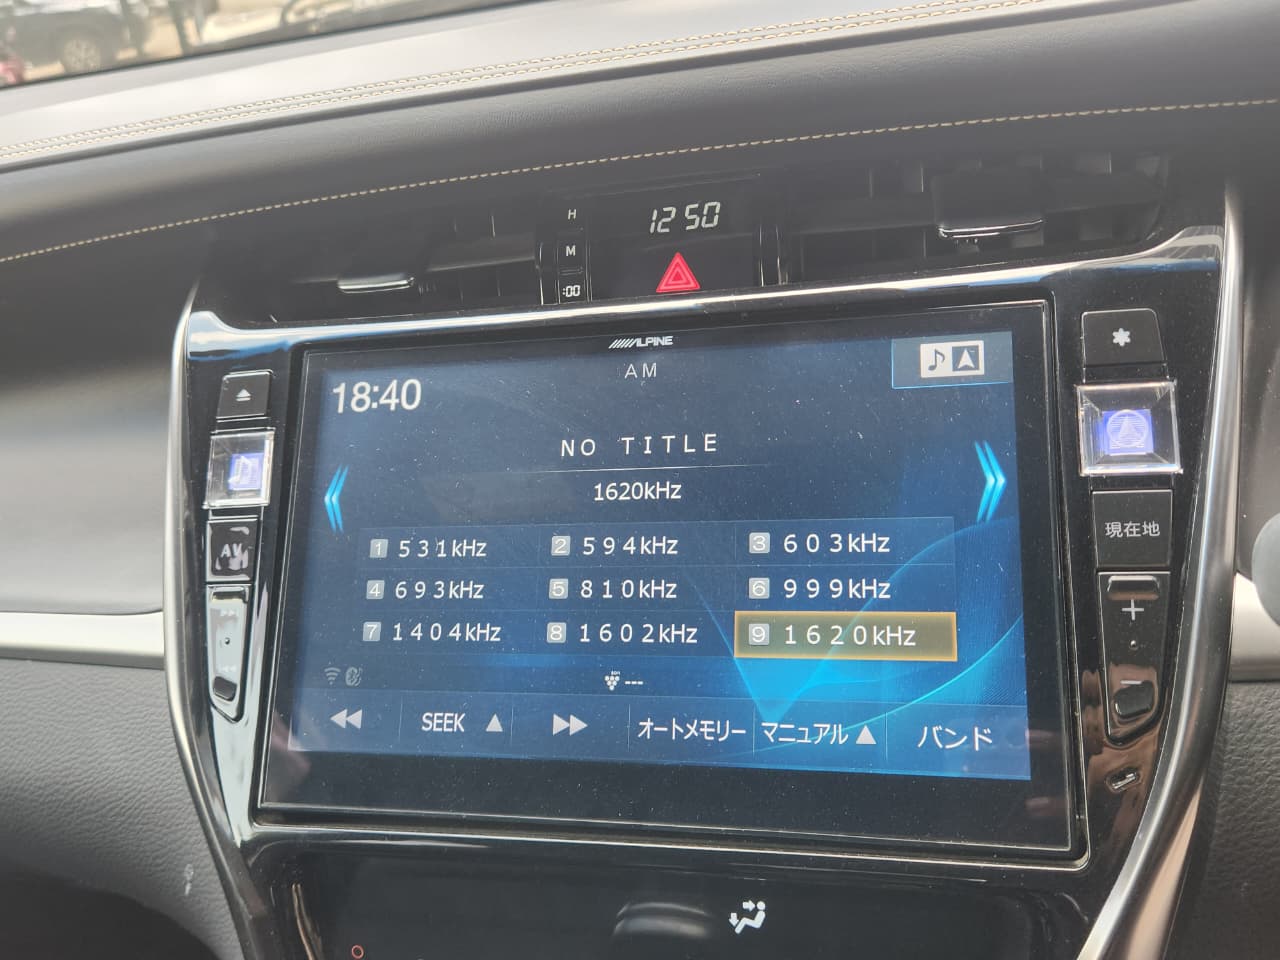 H
12 50
M
:00
ALPINE
AM
18:40
NO TITLE
1620kHz
1 531kHz 2 594kHz 3 603kHz
4 693kHz 5 810kHz 6 999kHz
7 1404kHz 8 1602kHz 9 1620kHz
---
SEEK ▲ オートメモリー マニュアル▲ バンド
AV
現在地
+
-